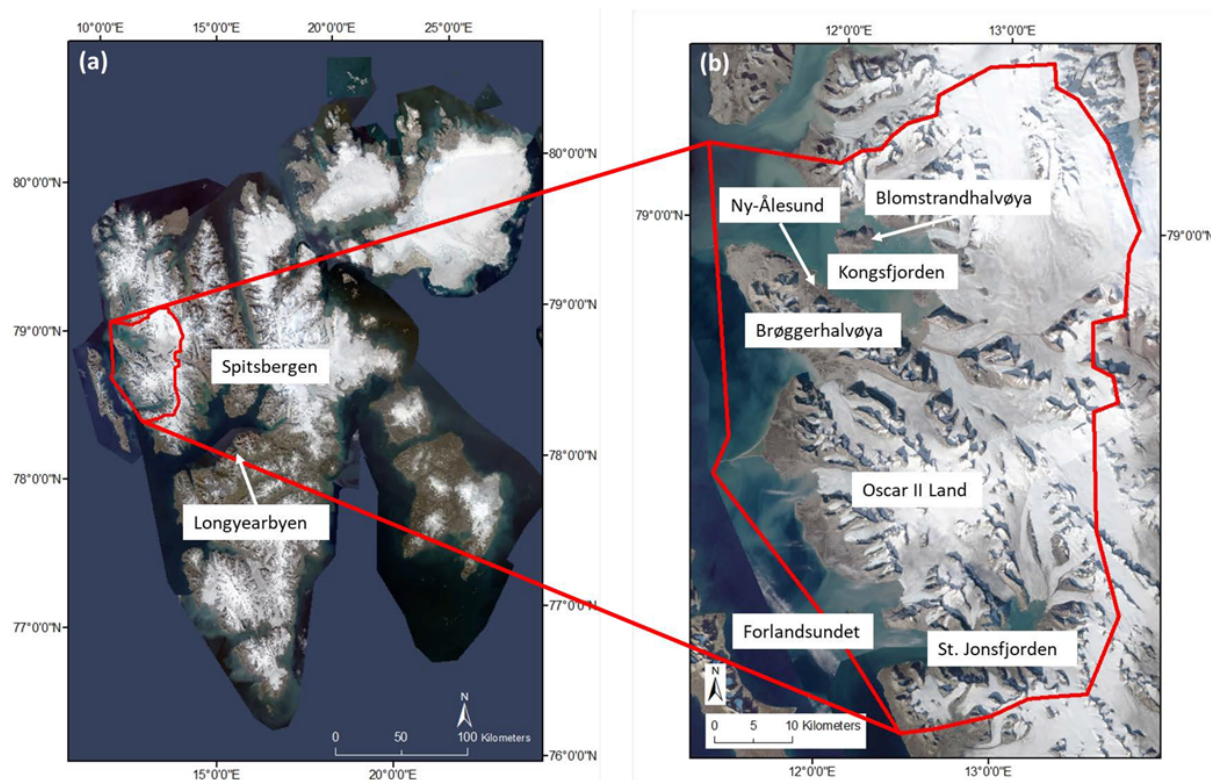 10°0'0"E
15°0'0"E
20°0'0"E
25°0'0"E
(a)
80°0'0"N
80°0'0"N
79°0'0"N
79°0'0"N
Spitsbergen
78°0'0"N
78°0'0"N
Longyearbyen
77°0'0"N
77°0'0"N
N
0 50 100 Kilometers
76°0'0"N
15°0'0"E
20°0'0"E
12°0'0"E
13°0'0"E
(b)
Ny-Ålesund
Blomstrandhalvøya
79°0'0"N
79°0'0"N
Kongsfjorden
Brøggerhalvøya
Oscar II Land
Forlandsundet
St. Jonsfjorden
N
0 5 10 Kilometers
12°0'0"E
13°0'0"E